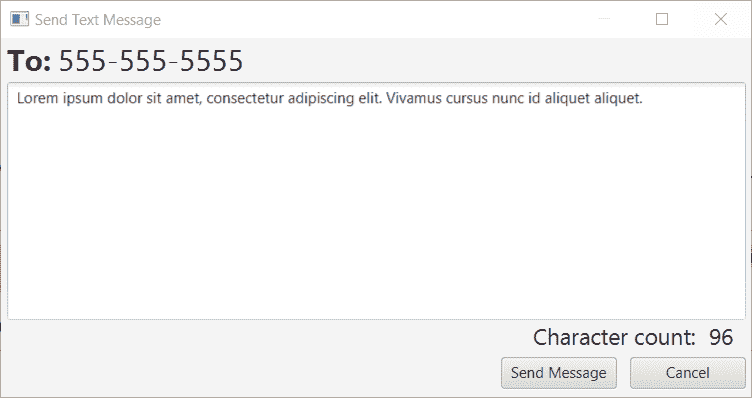 Send Text Message
To: 555-555-5555
Lorem ipsum dolor sit amet, consectetur adipiscing elit. Vivamus cursus nunc id aliquet aliquet.
Character count: 96
Send Message Cancel